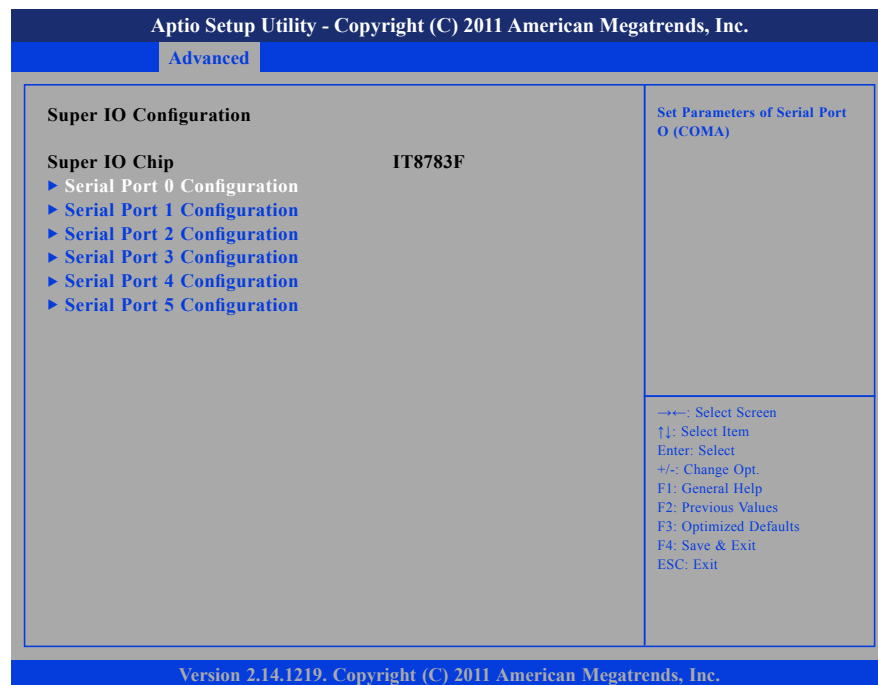 Aptio Setup Utility - Copyright (C) 2011 American Megatrends, Inc.
Advanced
Super IO Configuration
Super IO Chip IT8783F
▶ Serial Port 0 Configuration
▶ Serial Port 1 Configuration
▶ Serial Port 2 Configuration
▶ Serial Port 3 Configuration
▶ Serial Port 4 Configuration
▶ Serial Port 5 Configuration
Set Parameters of Serial Port
O (COMA)
→←: Select Screen
↑↓: Select Item
Enter: Select
+/-: Change Opt.
F1: General Help
F2: Previous Values
F3: Optimized Defaults
F4: Save & Exit
ESC: Exit
Version 2.14.1219. Copyright (C) 2011 American Megatrends, Inc.